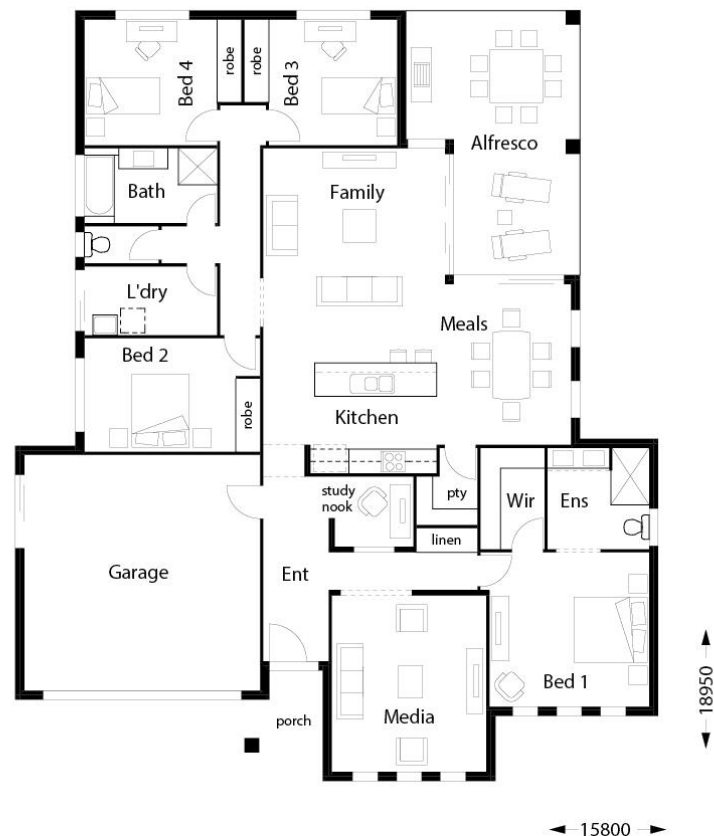 Bed 4
robe
robe
Bed 3
Alfresco
Bath
Family
L'dry
Meals
Bed 2
robe
Kitchen
study
nook
pty
Wir
Ens
linen
Garage
Ent
Bed 1
porch
Media
18950
15800